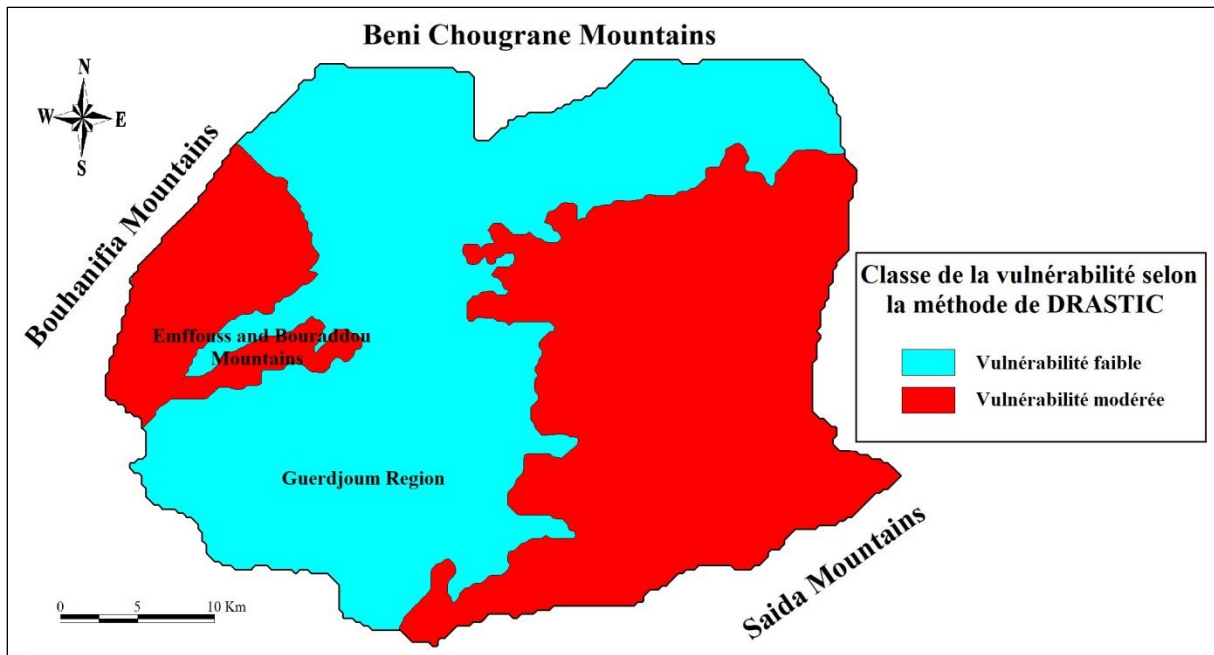 Beni Chougrane Mountains
N
W E
S
Bouhanifia Mountains
Classe de la vulnérabilité selon
la méthode de DRASTIC
Vulnérabilité faible
Vulnérabilité modérée
Emffouss and Bouraddou
Mountains
Guerdjoum Region
Saida Mountains
0 5 10 Km